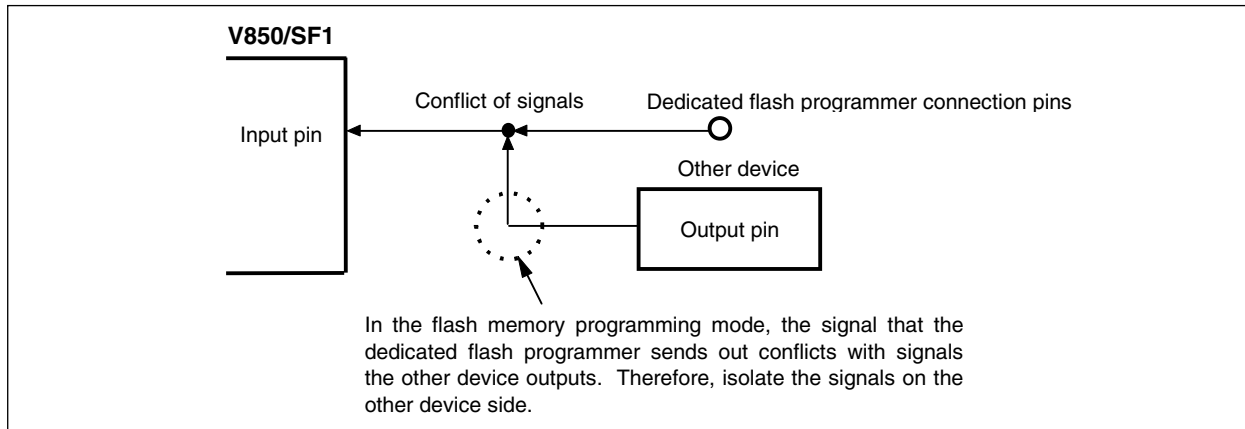 V850/SF1
Conflict of signals
Dedicated flash programmer connection pins
Input pin
Other device
Output pin
In the flash memory programming mode, the signal that the
dedicated flash programmer sends out conflicts with signals
the other device outputs. Therefore, isolate the signals on the
other device side.